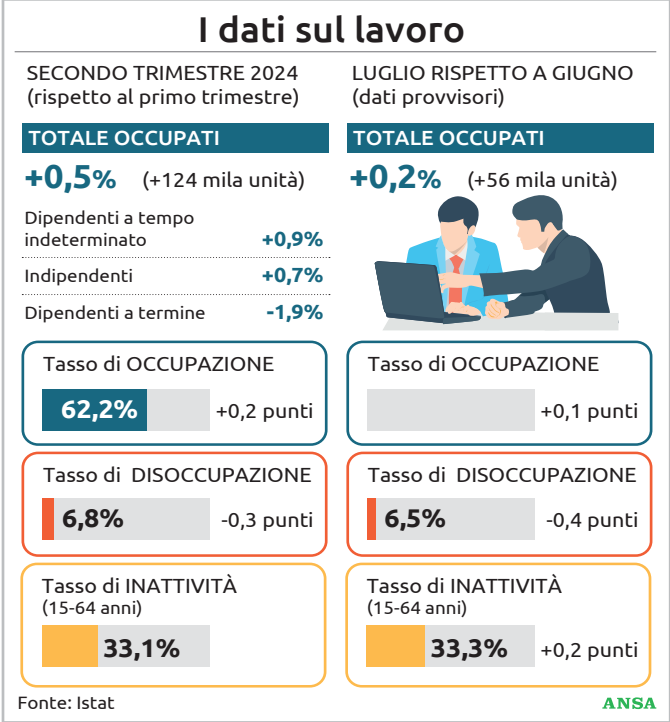 I dati sul lavoro
SECONDO TRIMESTRE 2024
(rispetto al primo trimestre)
TOTALE OCCUPATI
+0,5% (+124 mila unità)
Dipendenti a tempo
indeterminato +0,9%
Indipendenti +0,7%
Dipendenti a termine -1,9%
Tasso di OCCUPAZIONE
62,2% +0,2 punti
Tasso di DISOCCUPAZIONE
6,8% -0,3 punti
Tasso di INATTIVITÀ
(15-64 anni)
33,1%
LUGLIO RISPETTO A GIUGNO
(dati provvisori)
TOTALE OCCUPATI
+0,2% (+56 mila unità)
Tasso di OCCUPAZIONE
+0,1 punti
Tasso di DISOCCUPAZIONE
6,5% -0,4 punti
Tasso di INATTIVITÀ
(15-64 anni)
33,3% +0,2 punti
Fonte: Istat
ANSA